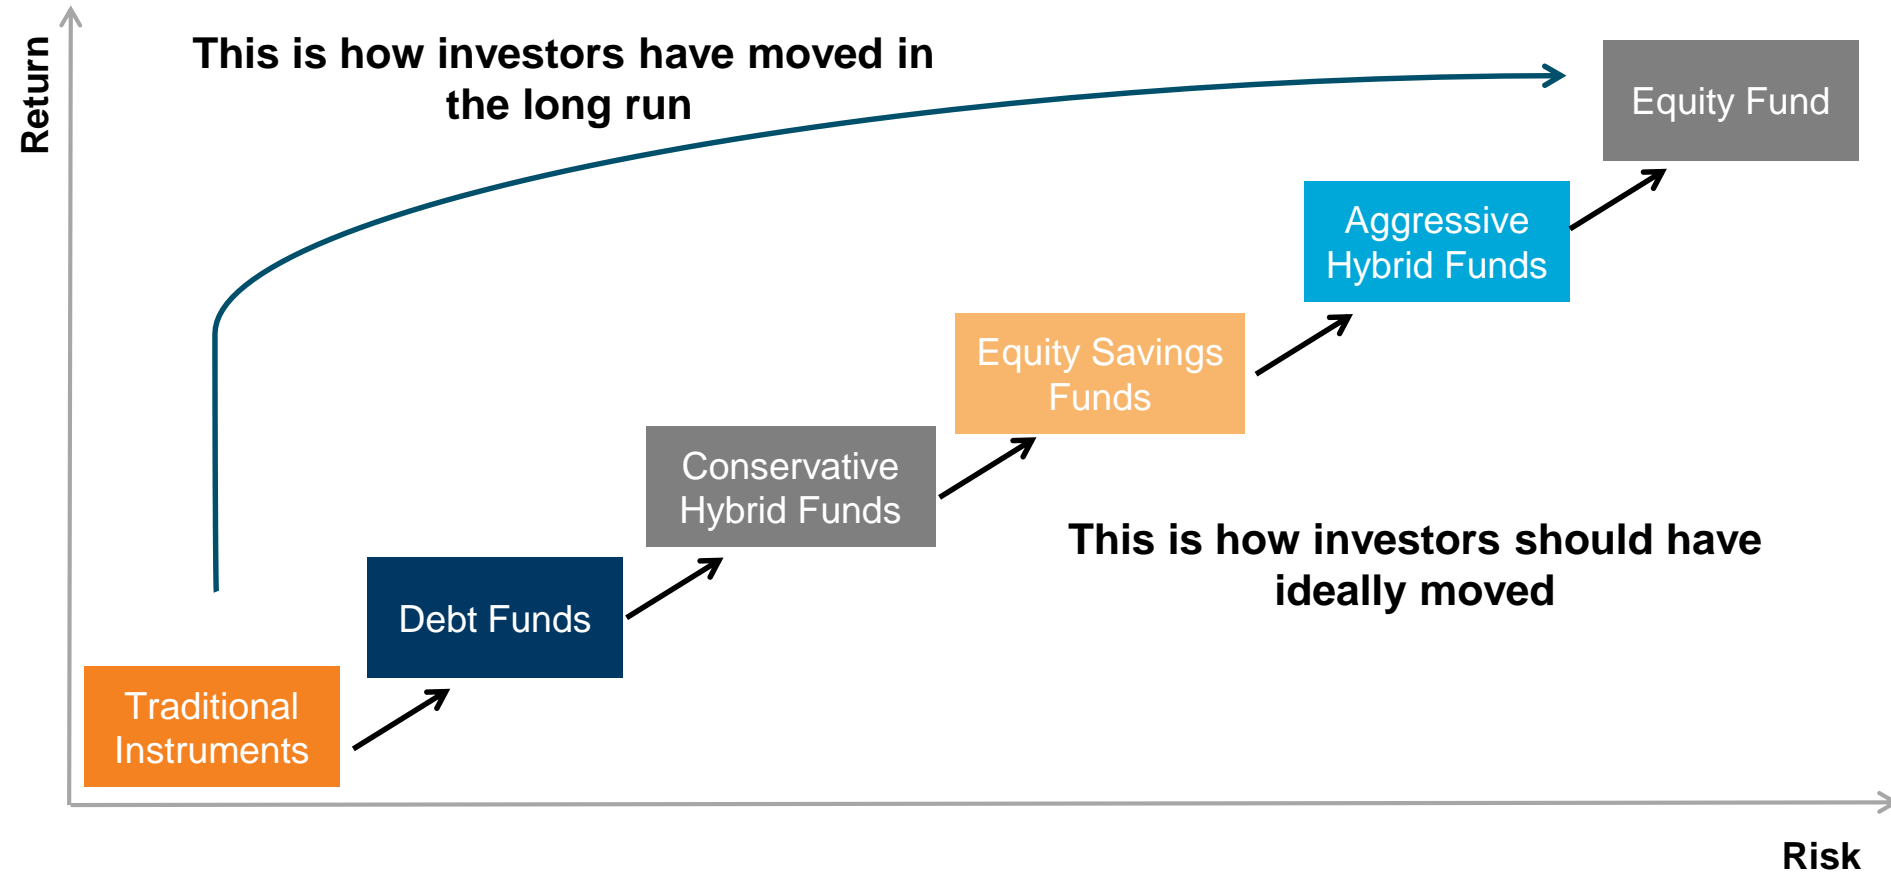 Return
This is how investors have moved in
the long run
Equity Fund
Aggressive
Hybrid Funds
Equity Savings
Funds
Conservative
Hybrid Funds
This is how investors should have
ideally moved
Debt Funds
Traditional
Instruments
Risk